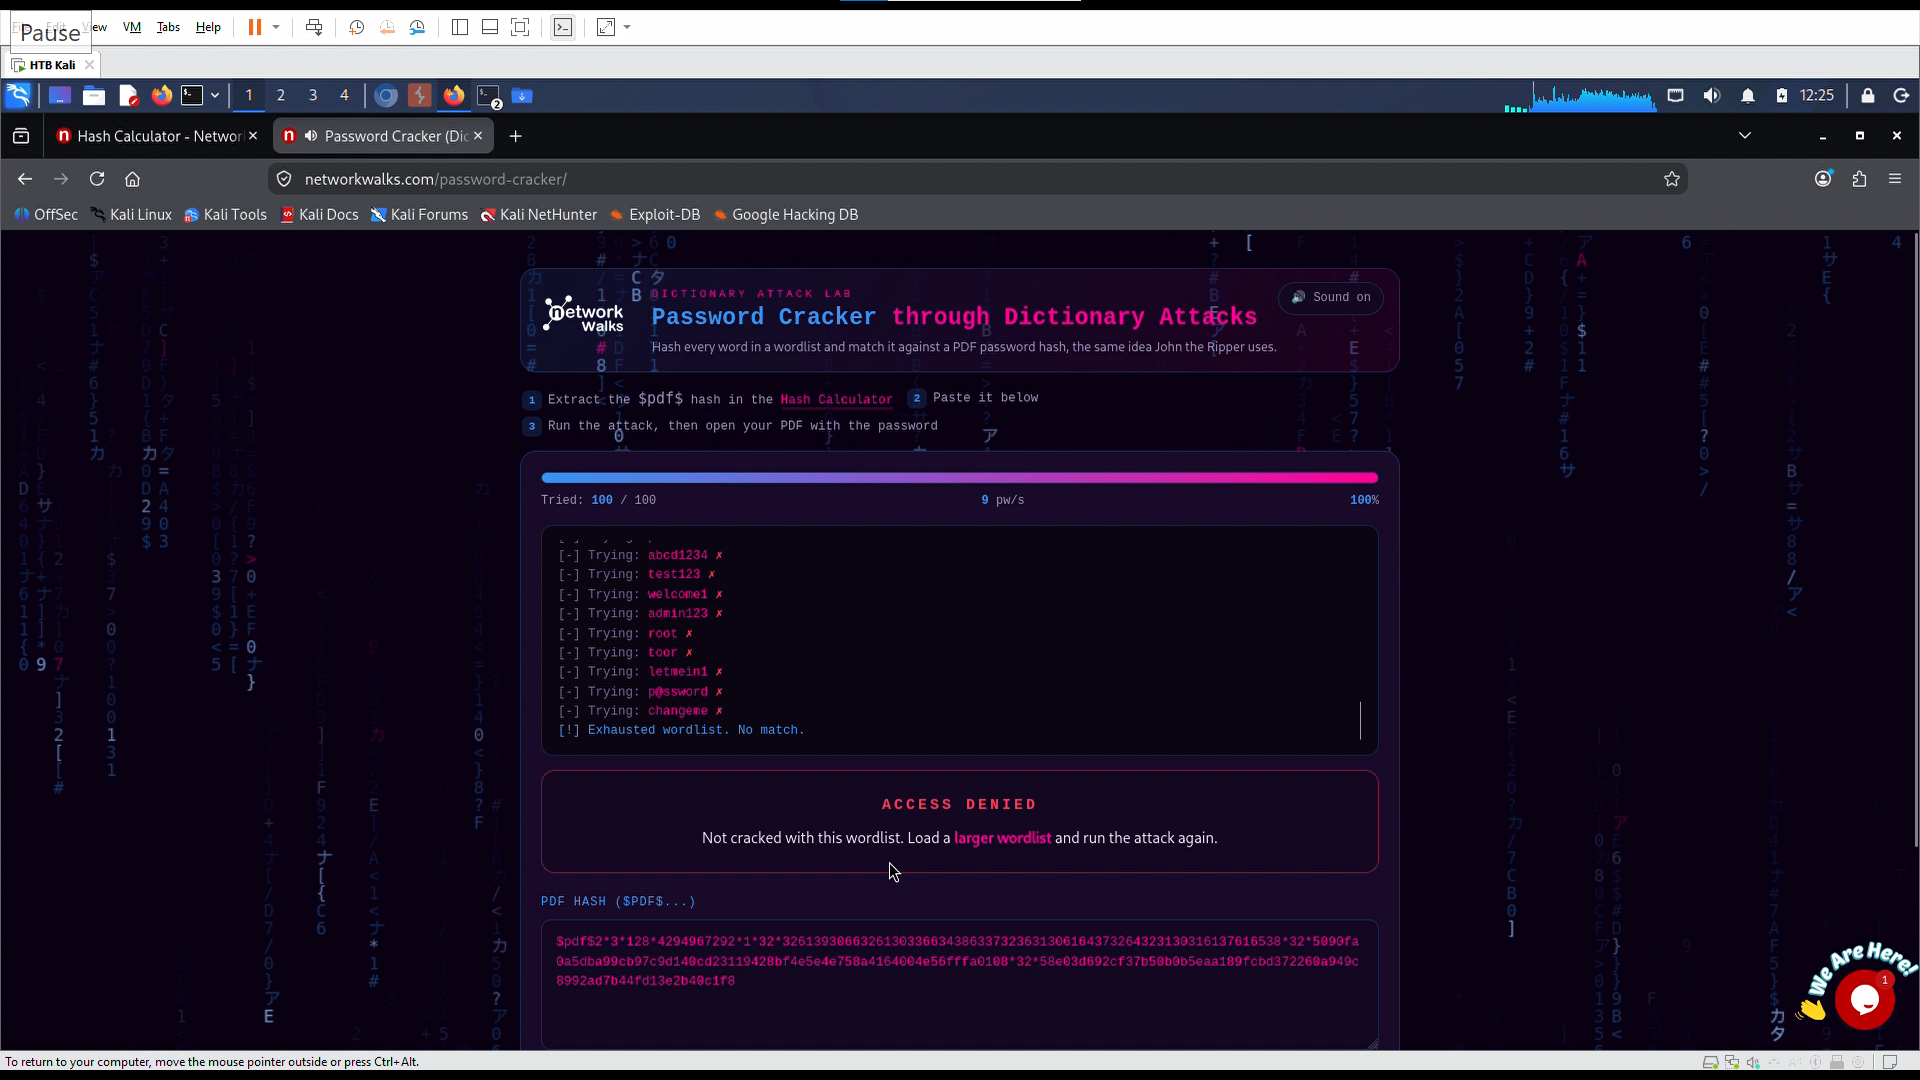 Pause
View
VM
Tabs
Help
HTB Kali
1
2
3
4
2
12:25
Hash Calculator - Networ
Password Cracker (Dic
networkwalks.com/password-cracker/
OffSec
Kali Linux
Kali Tools
Kali Docs
Kali Forums
Kali NetHunter
Exploit-DB
Google Hacking DB
network Walks
DICTIONARY ATTACK LAB
Password Cracker through Dictionary Attacks
Hash every word in a wordlist and match it against a PDF password hash, the same idea John the Ripper uses.
Sound on
1 Extract the $pdf$ hash in the Hash Calculator
2 Paste it below
3 Run the attack, then open your PDF with the password
Tried: 100 / 100
9 pw/s
100%
[-] Trying: abcd1234 ✗
[-] Trying: test123 ✗
[-] Trying: welcome1 ✗
[-] Trying: admin123 ✗
[-] Trying: root ✗
[-] Trying: toor ✗
[-] Trying: letmein1 ✗
[-] Trying: p@ssword ✗
[-] Trying: changeme ✗
[!] Exhausted wordlist. No match.
ACCESS DENIED
Not cracked with this wordlist. Load a larger wordlist and run the attack again.
PDF HASH ($PDF$...)
$pdf$2*3*128*4294967292*1*32*3261393066326130336634386337323631306164373264323130316137616538*32*5090fa
0a5dba99cb97c9d140cd23119428bf4e5e4e758a4164004e56fffa0108*32*58e03d692cf37b50b0b5eaa189fcbd372260a949c
8992ad7b44fd13e2b40c1f8
We Are Here!
1
To return to your computer, move the mouse pointer outside or press Ctrl+Alt.